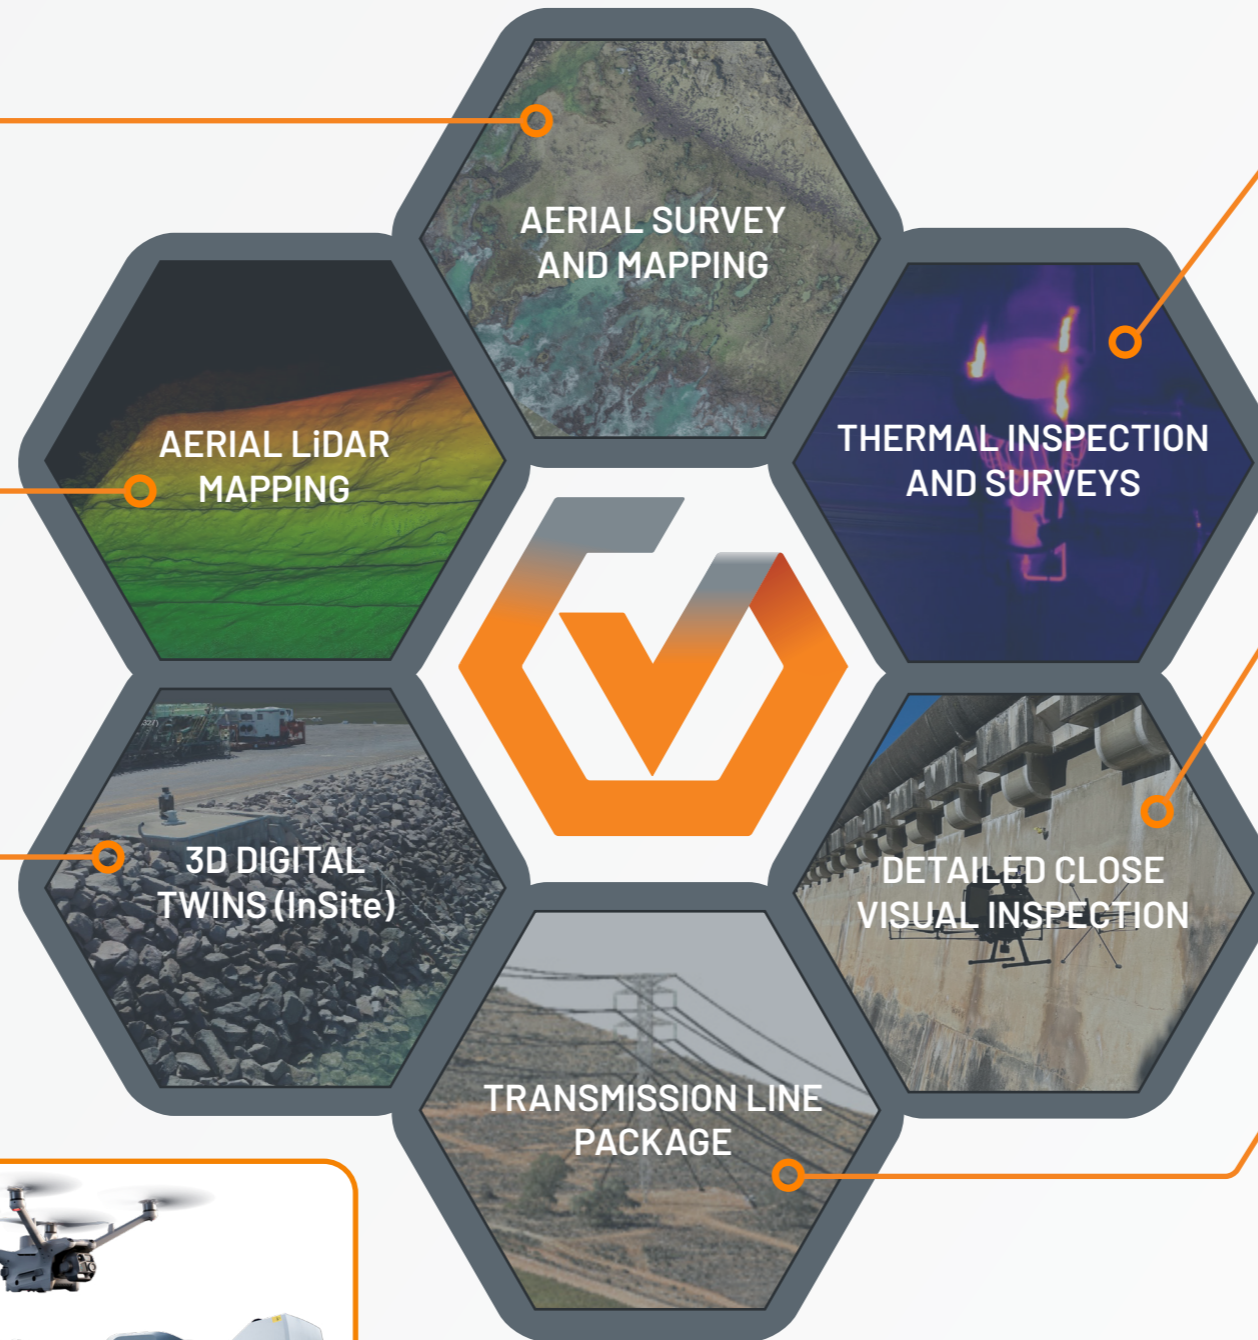 AERIAL SURVEY
AND MAPPING
THERMAL INSPECTION
AND SURVEYS
AERIAL LiDAR
MAPPING
3D DIGITAL
TWINS (InSite)
DETAILED CLOSE
VISUAL INSPECTION
TRANSMISSION LINE
PACKAGE